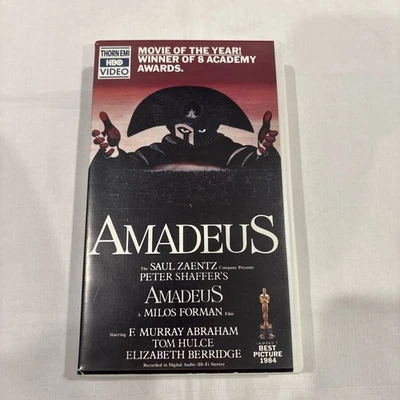 THORN EMI
HBO
VIDEO
MOVIE OF THE YEAR!
WINNER OF 8 ACADEMY
AWARDS.
AMADEUS
The SAUL ZAENTZ Company Presents
PETER SHAFFER'S
AMADEUS
A MILOS FORMAN Film
Starring F. MURRAY ABRAHAM
TOM HULCE
ELIZABETH BERRIDGE
Recorded in Digital Audio (Hi-Fi Stereo)
BEST
PICTURE
1984